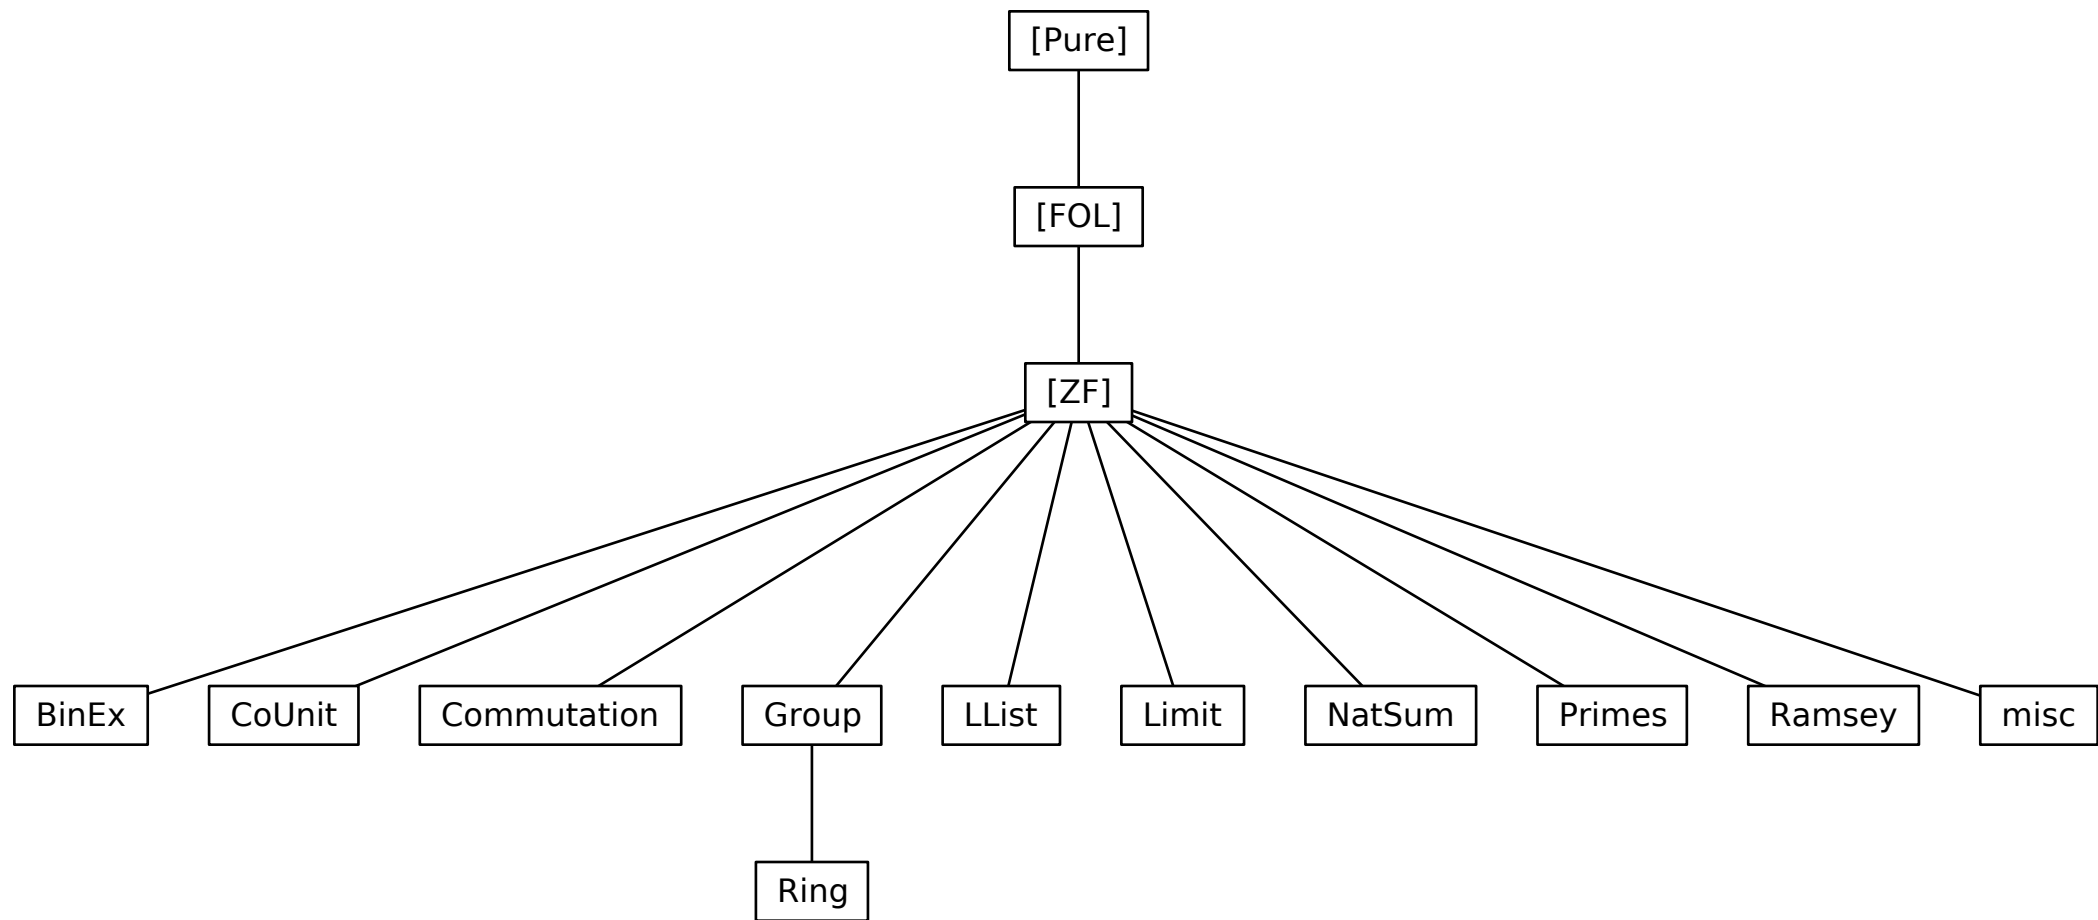 [Pure]
[FOL]
[ZF]
BinEx CoUnit Commutation Group LList Limit NatSum Primes Ramsey misc
Ring